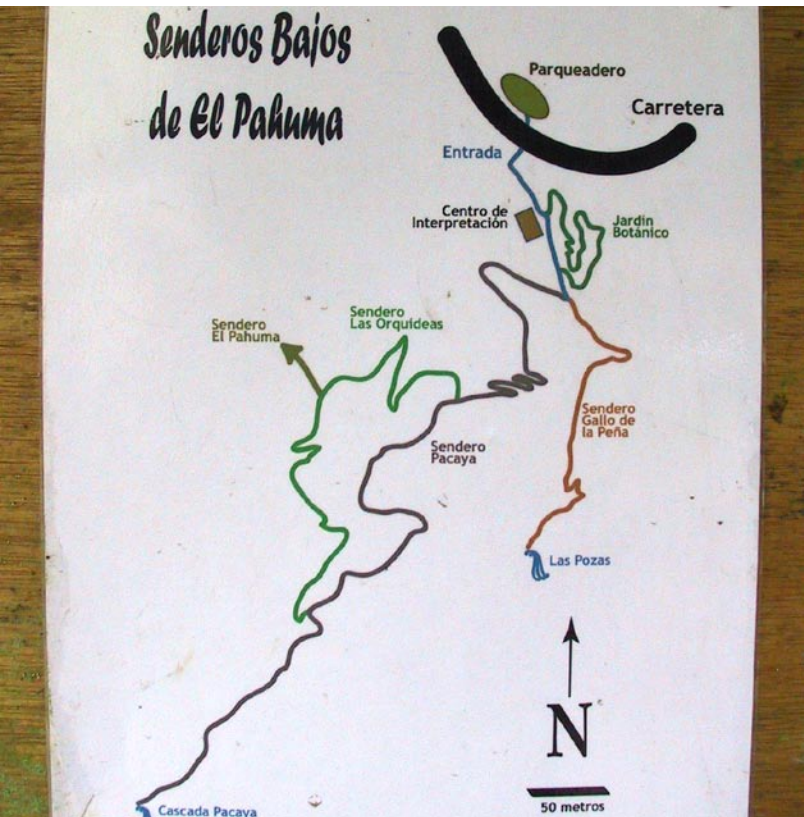 Senderos Bajos
de El Pahuma
Parqueadero
Carretera
Entrada
Centro de
Interpretación
Jardín
Botánico
Sendero
Las Orquídeas
Sendero
El Pahuma
Sendero
Gallo de
la Peña
Sendero
Pacaya
Las Pozas
N
50 metros
Cascada Pacaya